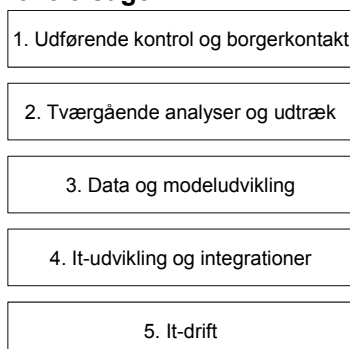 1. Udførende kontrol og borgerkontakt
2. Tværgående analyser og udtræk
3. Data og modeludvikling
4. It-udvikling og integrationer
5. It-drift